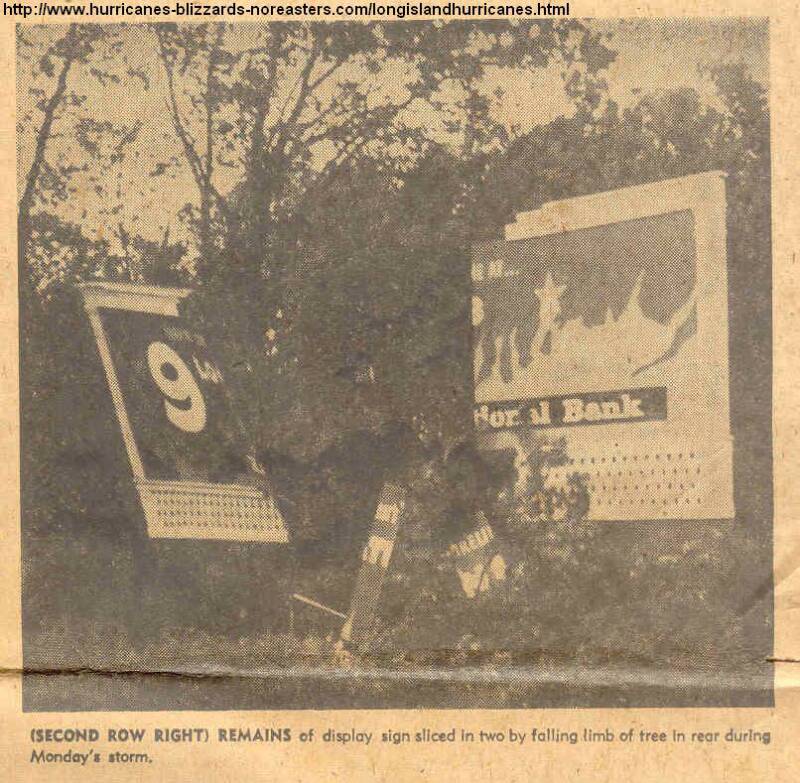 http://www.hurricanes-blizzards-noreasters.com/longislandhurricanes.html
9
Bank
(SECOND ROW RIGHT) REMAINS of display sign sliced in two by falling limb of tree in rear during
Monday's storm.